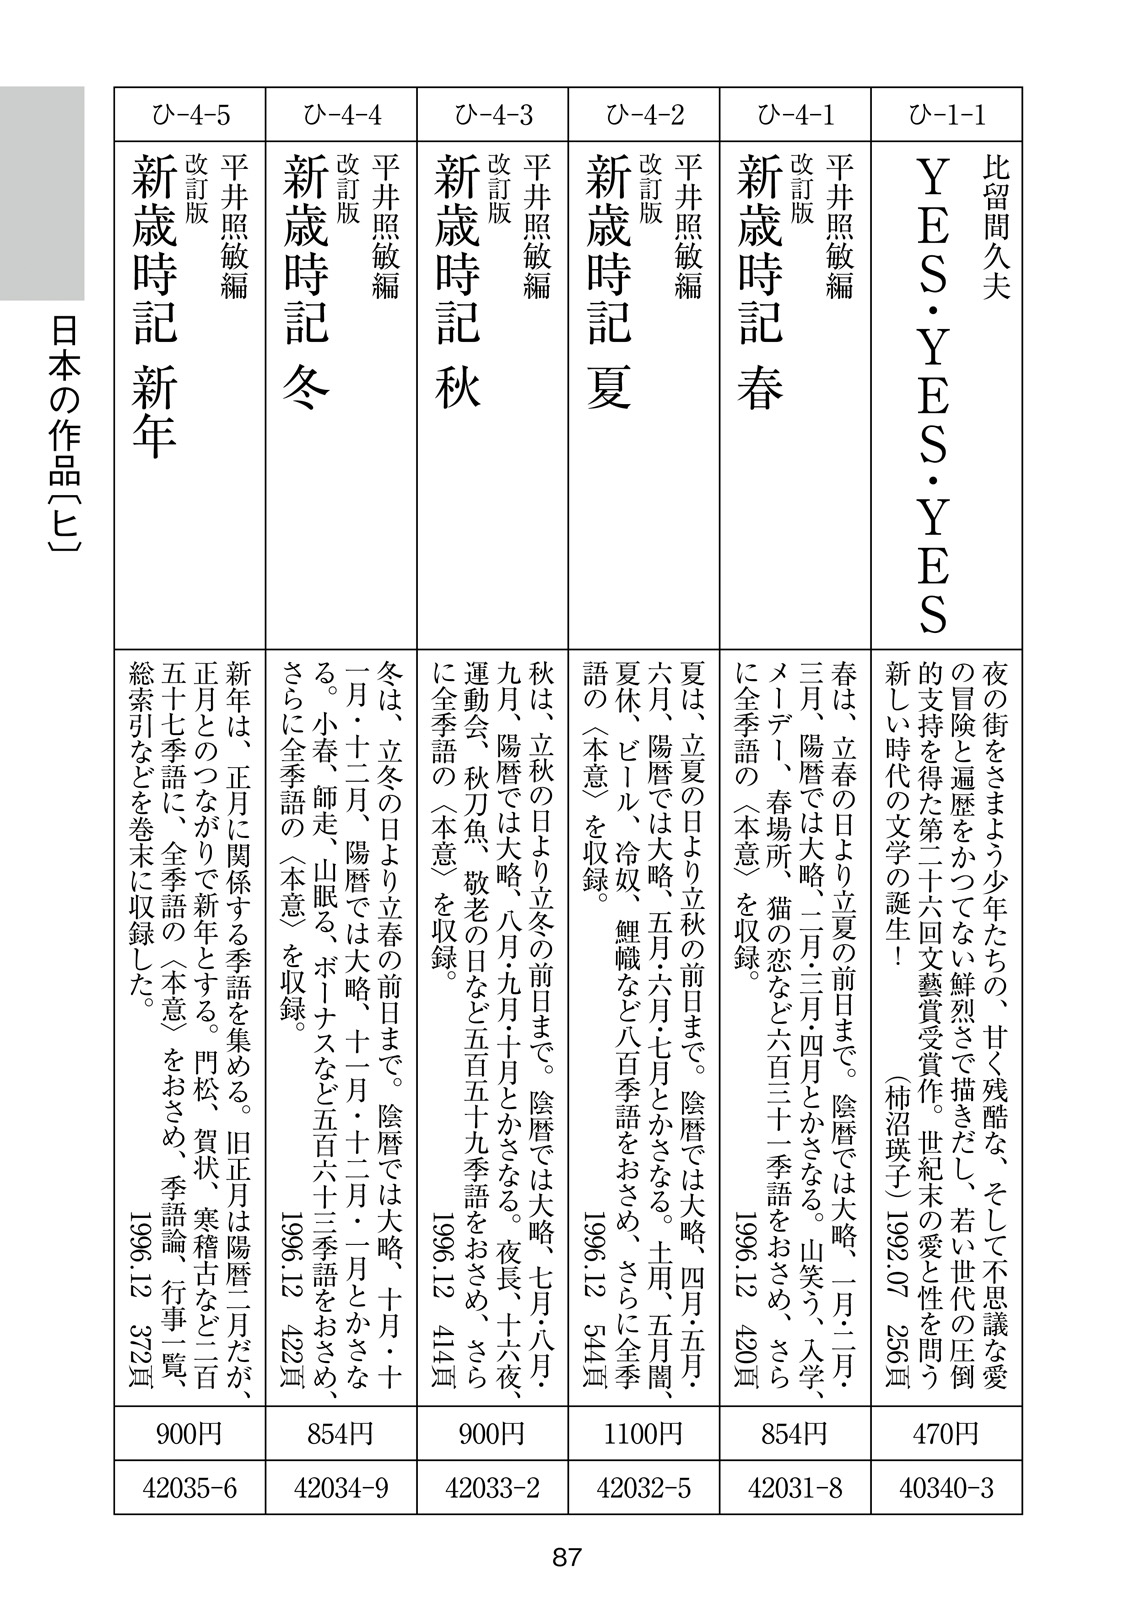 日本の作品〔ヒ〕
ひ-1-1
比留間久夫
YES・YES・YES
夜の街をさまよう少年たちの、甘く残酷な、そして不思議な愛
の冒険と遍歴をかつてない鮮烈さで描きだし、若い世代の圧倒
的支持を得た第二十六回文藝賞受賞作。世紀末の愛と性を問う
新しい時代の文学の誕生！　（柿沼瑛子）1992.07　256頁
470円
40340-3
ひ-4-1
平井照敏編
改訂版
新歳時記 春
春は、立春の日より立夏の前日まで。陰暦では大略、一月・二月・
三月、陽暦では大略、二月・三月・四月とかさなる。山笑う、入学、
メーデー、春場所、猫の恋など六百三十一季語をおさめ、さら
に全季語の〈本意〉を収録。　1996.12　420頁
854円
42031-8
ひ-4-2
平井照敏編
改訂版
新歳時記 夏
夏は、立夏の日より立秋の前日まで。陰暦では大略、四月・五月・
六月、陽暦では大略、五月・六月・七月とかさなる。土用、五月闇、
夏休、ビール、冷奴、鯉幟など八百季語をおさめ、さらに全季
語の〈本意〉を収録。　1996.12　544頁
1100円
42032-5
ひ-4-3
平井照敏編
改訂版
新歳時記 秋
秋は、立秋の日より立冬の前日まで。陰暦では大略、七月・八月・
九月、陽暦では大略、八月・九月・十月とかさなる。夜長、十六夜、
運動会、秋刀魚、敬老の日など五百五十九季語をおさめ、さら
に全季語の〈本意〉を収録。　1996.12　414頁
900円
42033-2
ひ-4-4
平井照敏編
改訂版
新歳時記 冬
冬は、立冬の日より立春の前日まで。陰暦では大略、十月・十
一月・十二月、陽暦では大略、十一月・十二月・一月とかさな
る。小春、師走、山眠る、ボーナスなど五百六十三季語をおさめ、
さらに全季語の〈本意〉を収録。　1996.12　422頁
854円
42034-9
ひ-4-5
平井照敏編
改訂版
新歳時記 新年
新年は、正月に関係する季語を集める。旧正月は陽暦二月だが、
正月とのつながりで新年とする。門松、賀状、寒稽古など二百
五十七季語に、全季語の〈本意〉をおさめ、季語論、行事一覧、
総索引などを巻末に収録した。　1996.12　372頁
900円
42035-6
87